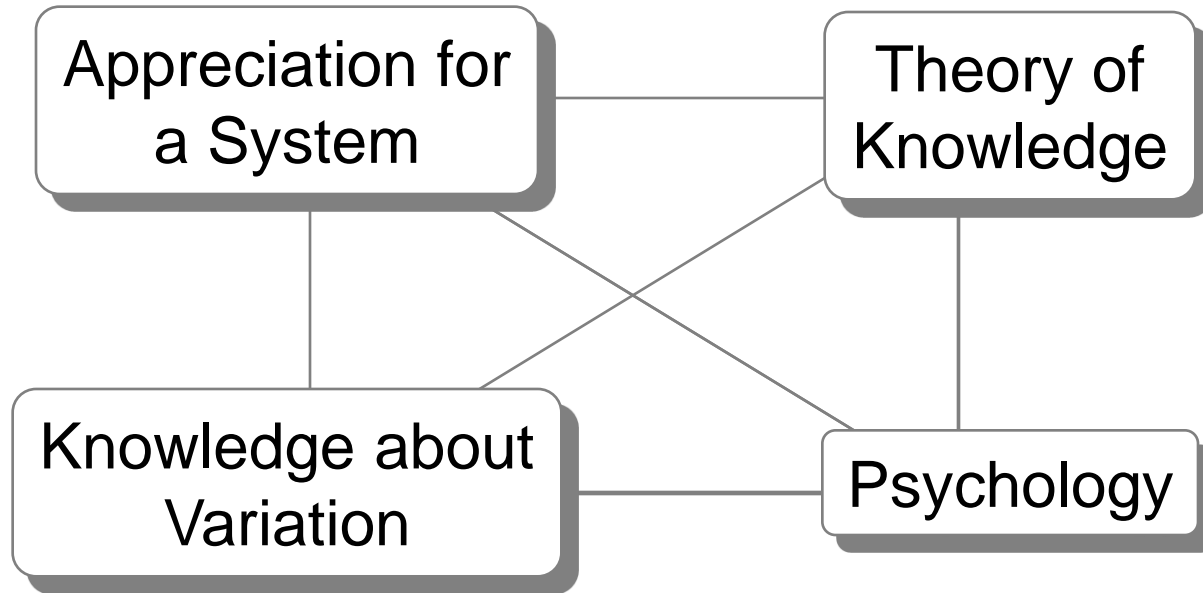 Appreciation for
a System
Theory of
Knowledge
Knowledge about
Variation
Psychology